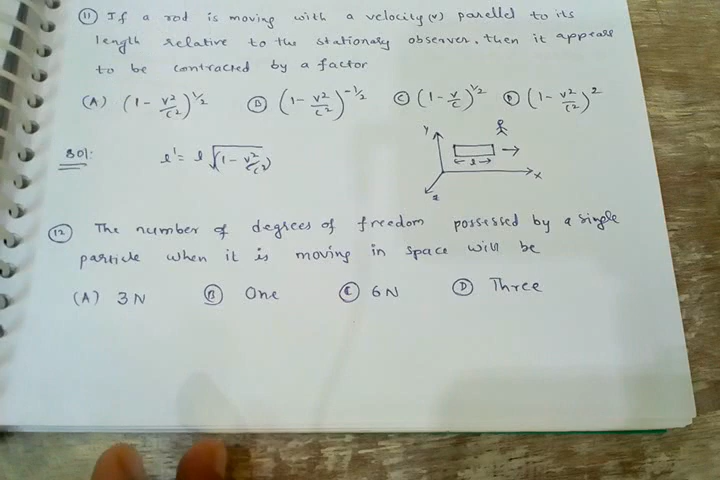 (11) If a rod is moving with a velocity (v) parellel to its
length relative to the stationary observer. then it appears
to be contracted by a factor
(A) (1 - v²/c²)^1/2 (B) (1 - v²/c²)^-1/2 (C) (1 - v/c)^1/2 (D) (1 - v²/c²)^2
Sol: l' = l √(1 - v²/c²)
Y
l
X
Z
(12) The number of degrees of freedom possessed by a single
particle when it is moving in space will be
(A) 3N (B) One (C) 6N (D) Three